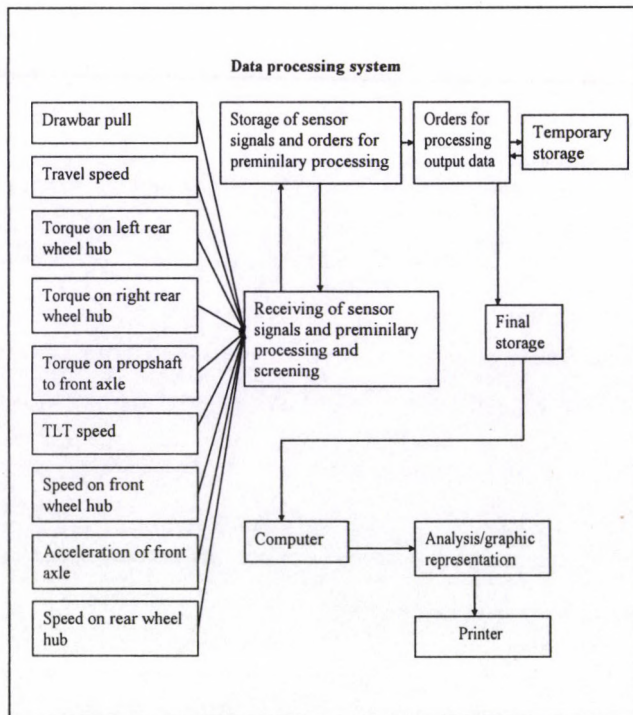 Data processing system
Drawbar pull
Travel speed
Torque on left rear
wheel hub
Torque on right rear
wheel hub
Torque on propshaft
to front axle
TLT speed
Speed on front
wheel hub
Acceleration of front
axle
Speed on rear wheel
hub
Storage of sensor
signals and orders for
preminilary processing
Orders for
processing
output data
Temporary
storage
Receiving of sensor
signals and preminilary
processing and
screening
Final
storage
Computer
Analysis/graphic
representation
Printer